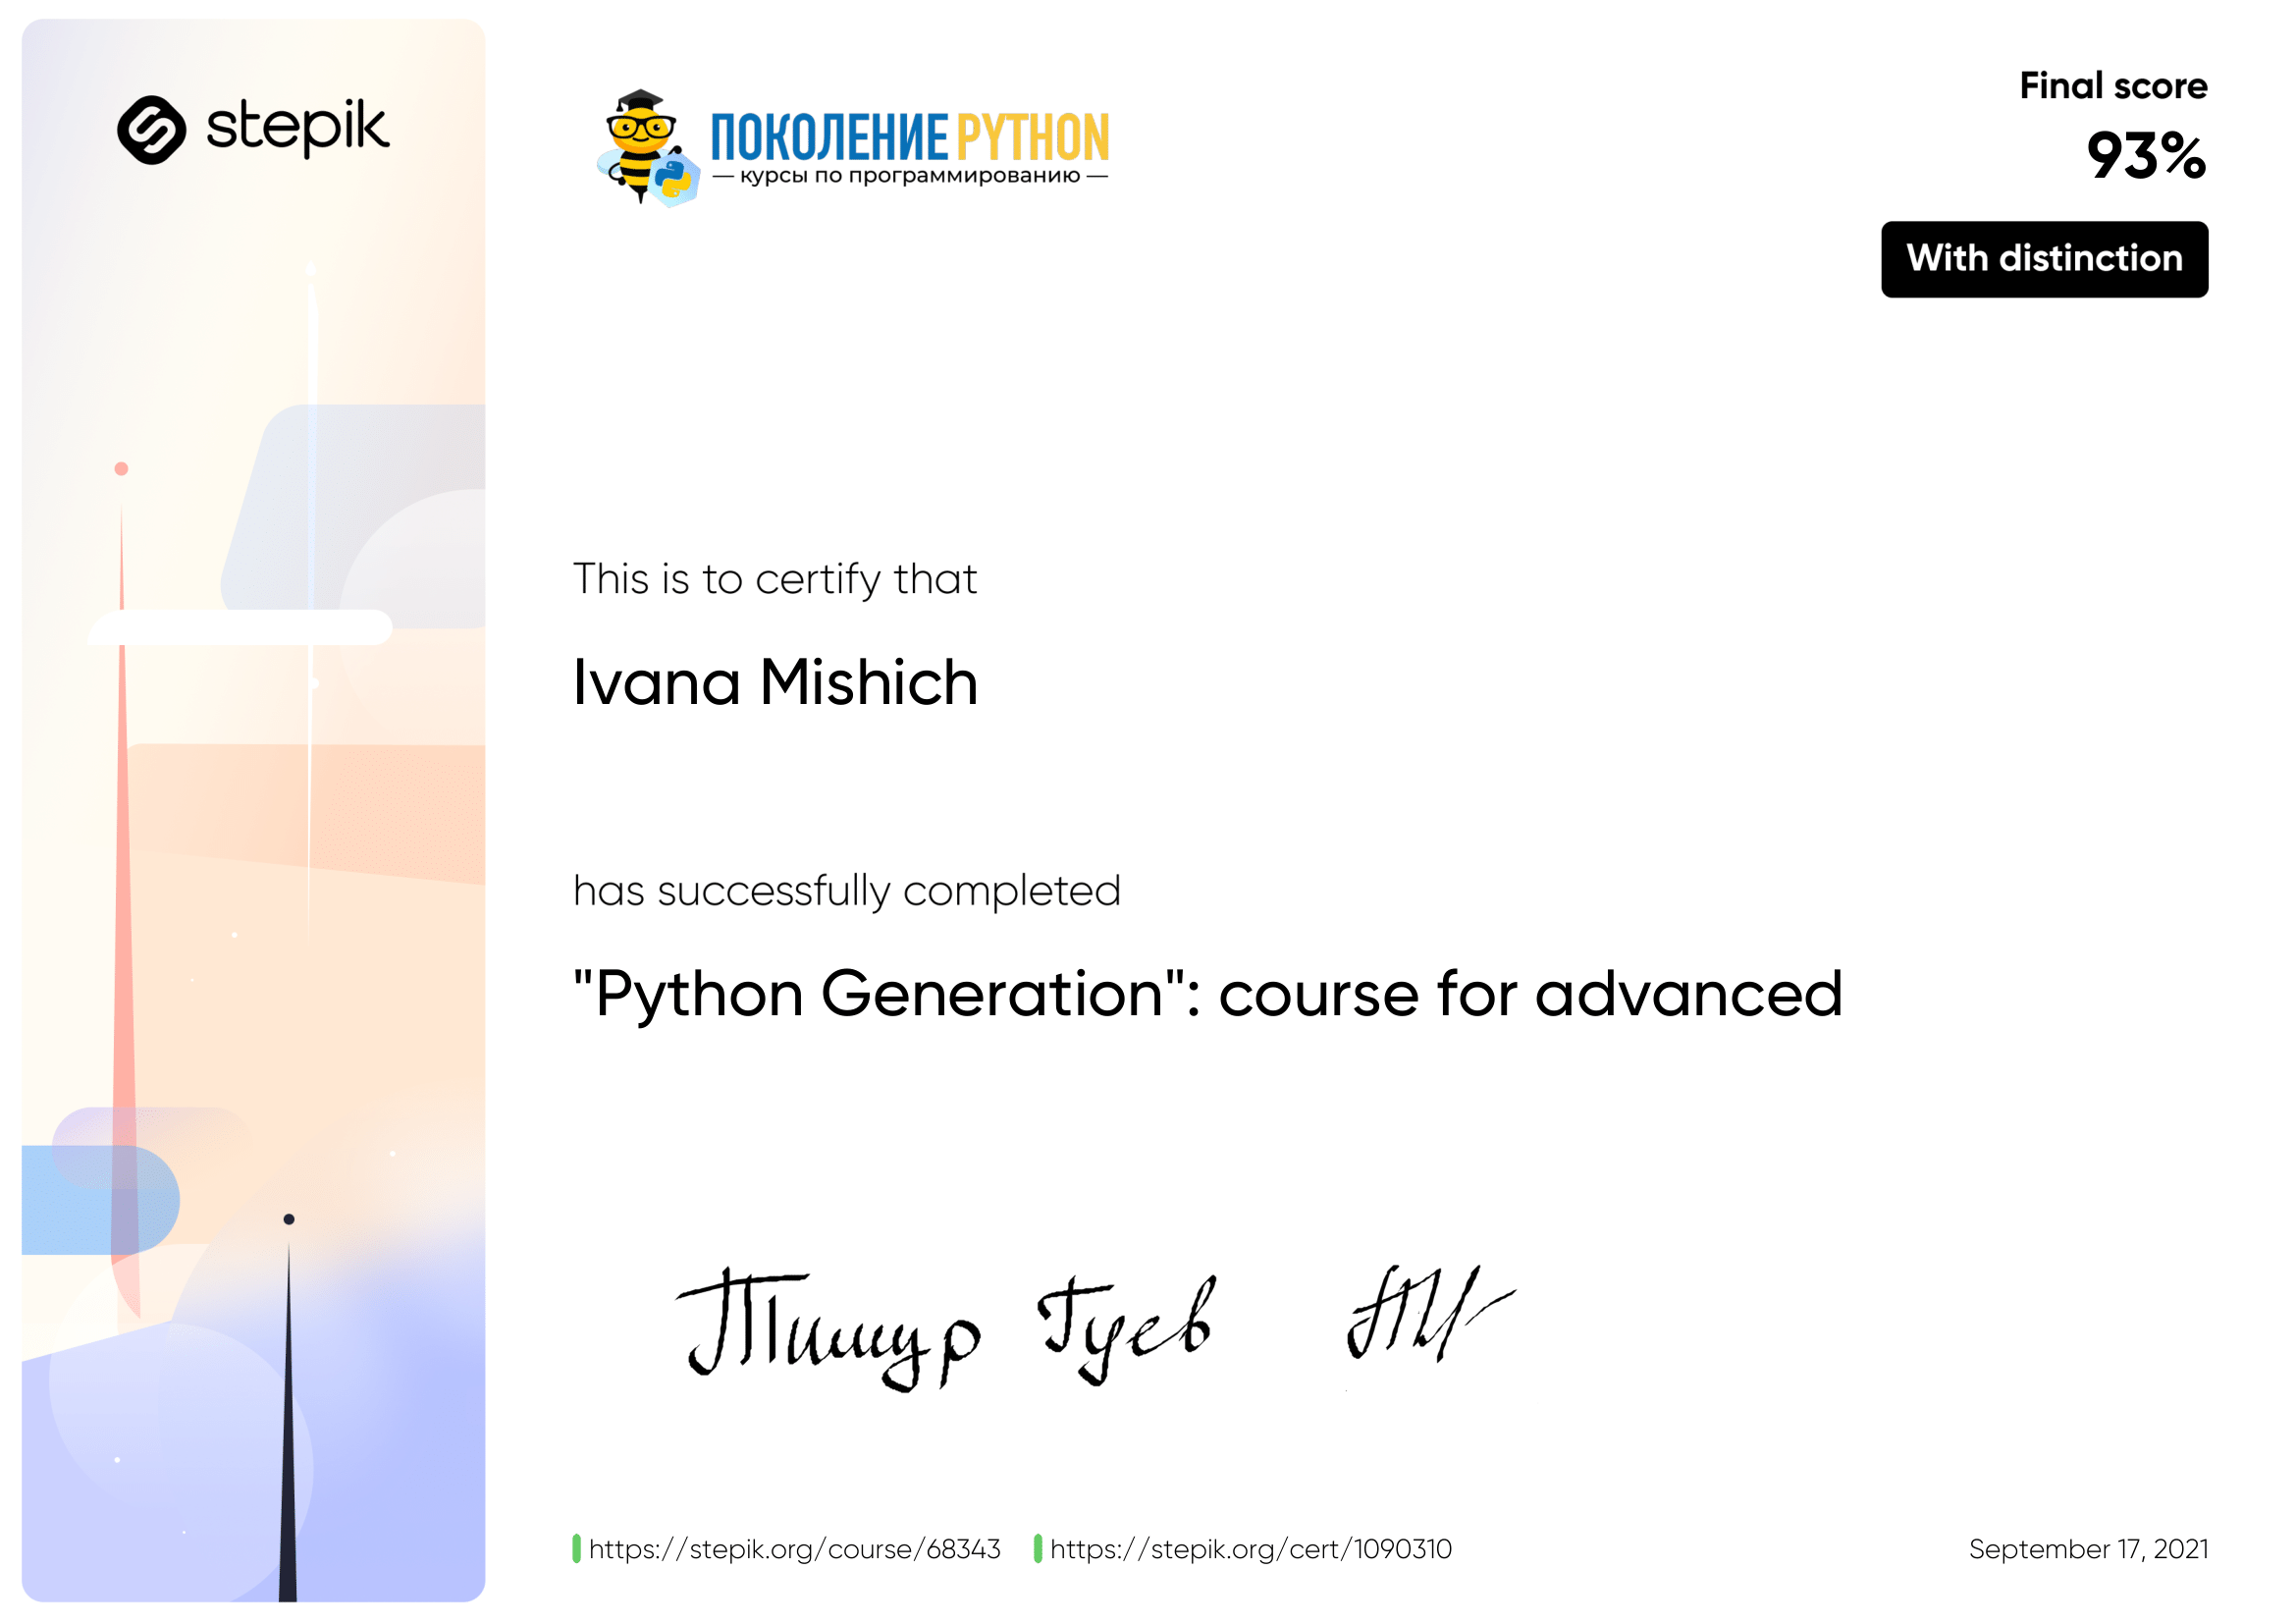 stepik
ПОКОЛЕНИЕ PYTHON
— курсы по программированию —
Final score
93%
With distinction
This is to certify that
Ivana Mishich
has successfully completed
"Python Generation": course for advanced
Тимур Гуев
https://stepik.org/course/68343 https://stepik.org/cert/1090310
September 17, 2021